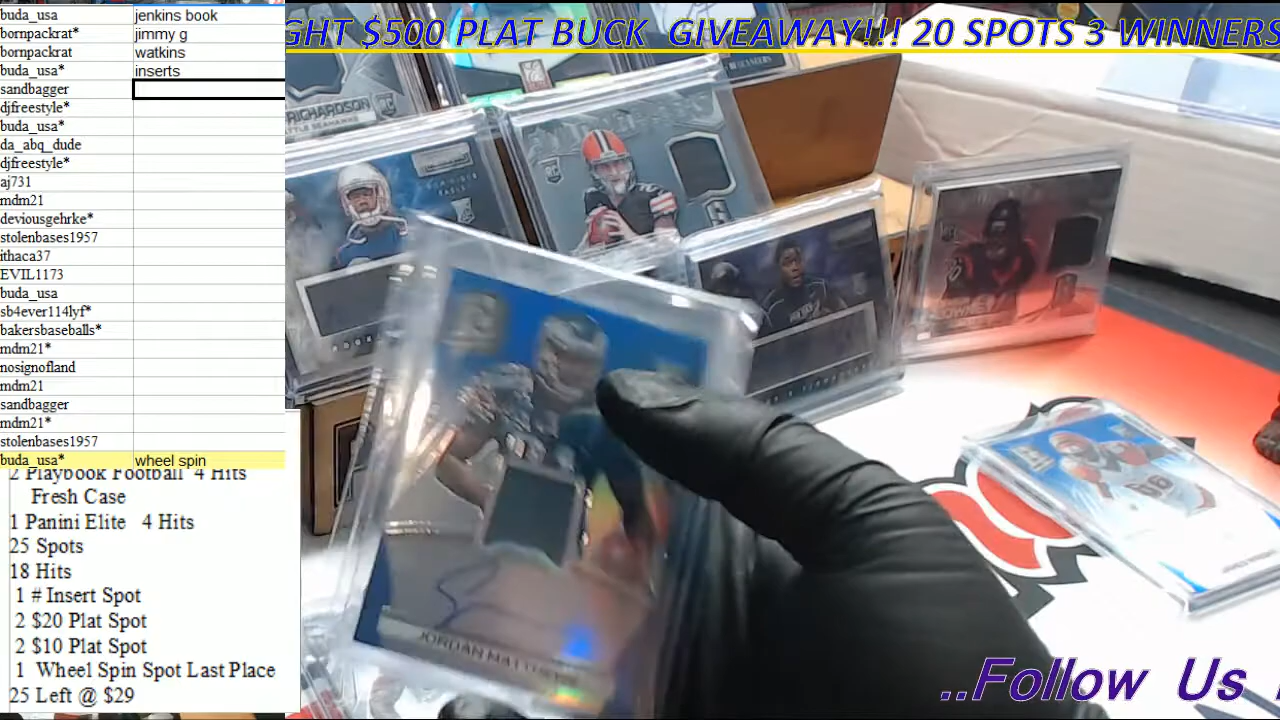 GHT $500 PLAT BUCK GIVEAWAY!!! 20 SPOTS 3 WINNERS
buda_usa jenkins book
bornpackrat* jimmy g
bornpackrat watkins
buda_usa* inserts
sandbagger
djfreestyle*
buda_usa*
da_abq_dude
djfreestyle*
aj731
mdm21
deviousgehrke*
stolenbases1957
ithaca37
EVIL1173
buda_usa
sb4ever114lyf*
bakersbaseballs*
mdm21*
nosignofland
mdm21
sandbagger
mdm21*
stolenbases1957
buda_usa* wheel spin
2 Playbook Football 4 Hits
Fresh Case
1 Panini Elite 4 Hits
25 Spots
18 Hits
1 # Insert Spot
2 $20 Plat Spot
2 $10 Plat Spot
1 Wheel Spin Spot Last Place
25 Left @ $29
RICHARDSON
RC
JORDAN MATTHEWS
..Follow Us